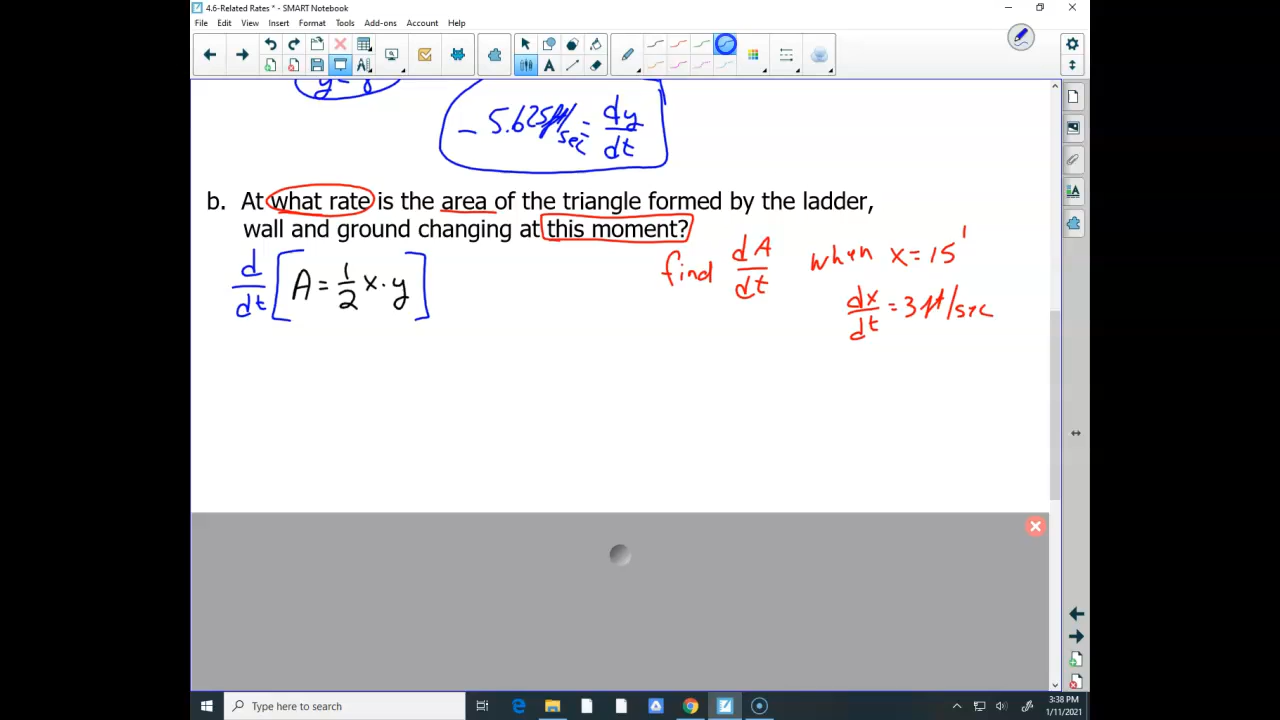 4.6-Related Rates * - SMART Notebook
File Edit View Insert Format Tools Add-ons Account Help
- 5.625 ft/sec = dy/dt
b. At what rate is the area of the triangle formed by the ladder,
wall and ground changing at this moment?
find dA/dt when x = 15'
d/dt [A = 1/2 x · y]
dx/dt = 3 ft/sec
Type here to search
3:38 PM
1/11/2021